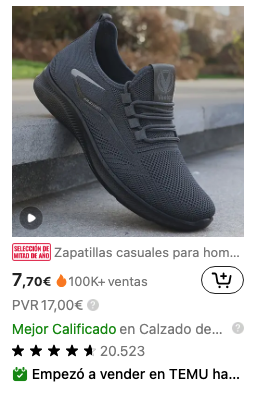 SELECCIÓN DE
MITAD DE AÑO
Zapatillas casuales para hom...
7,70€ 100K+ ventas
PVR 17,00€
Mejor Calificado en Calzado de...
20.523
Empezó a vender en TEMU ha...